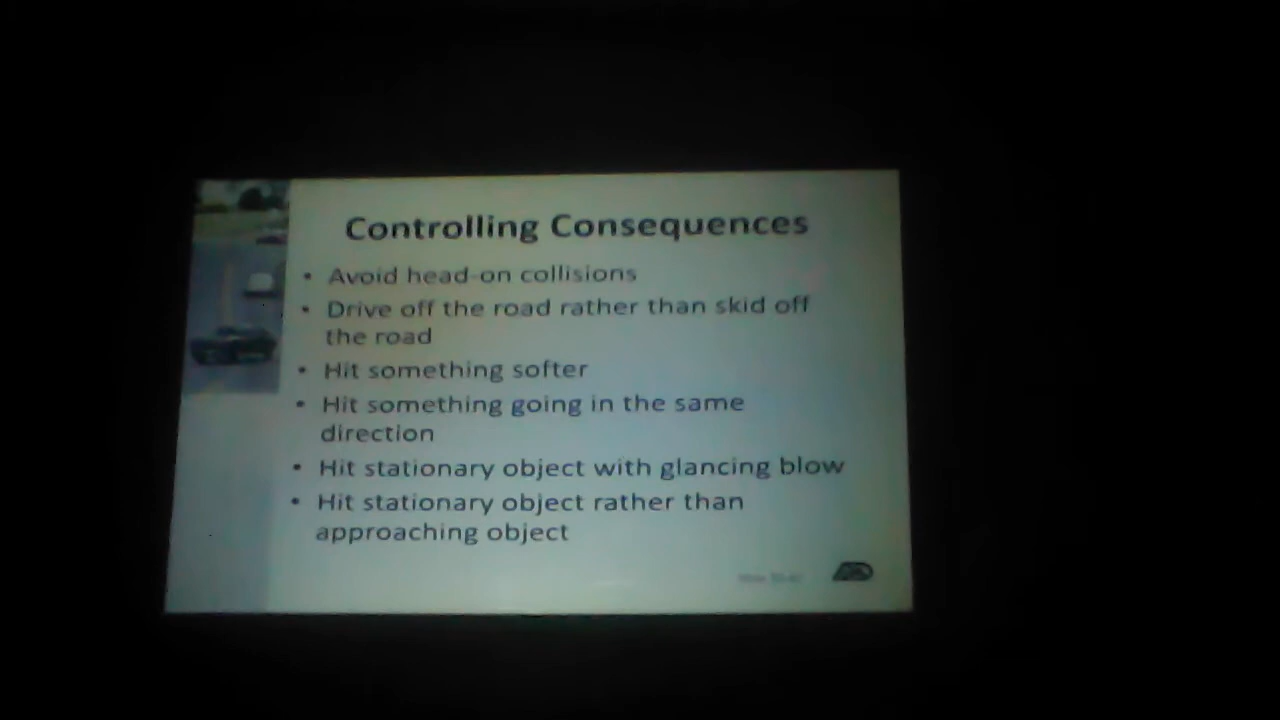 Controlling Consequences
• Avoid head-on collisions
• Drive off the road rather than skid off
the road
• Hit something softer
• Hit something going in the same
direction
• Hit stationary object with glancing blow
• Hit stationary object rather than
approaching object